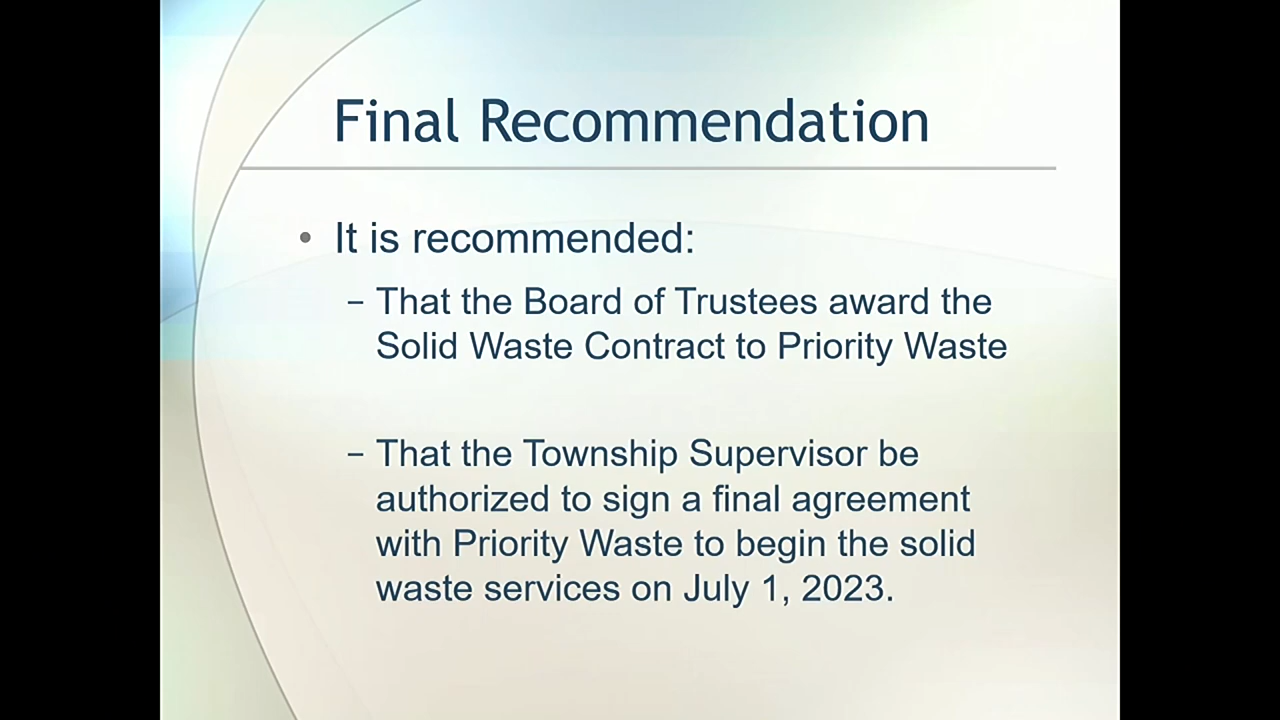 Final Recommendation
• It is recommended:
– That the Board of Trustees award the
Solid Waste Contract to Priority Waste
– That the Township Supervisor be
authorized to sign a final agreement
with Priority Waste to begin the solid
waste services on July 1, 2023.